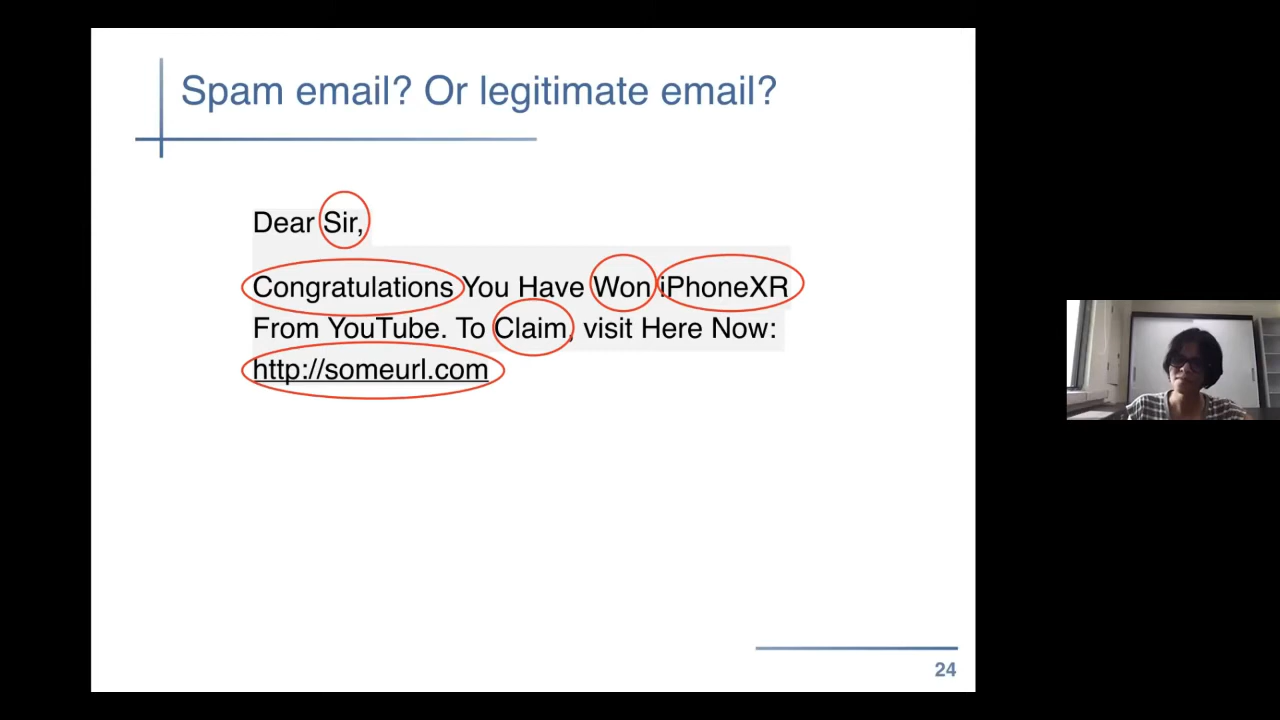 Spam email? Or legitimate email?
Dear Sir,
Congratulations You Have Won iPhoneXR
From YouTube. To Claim, visit Here Now:
http://someurl.com
24